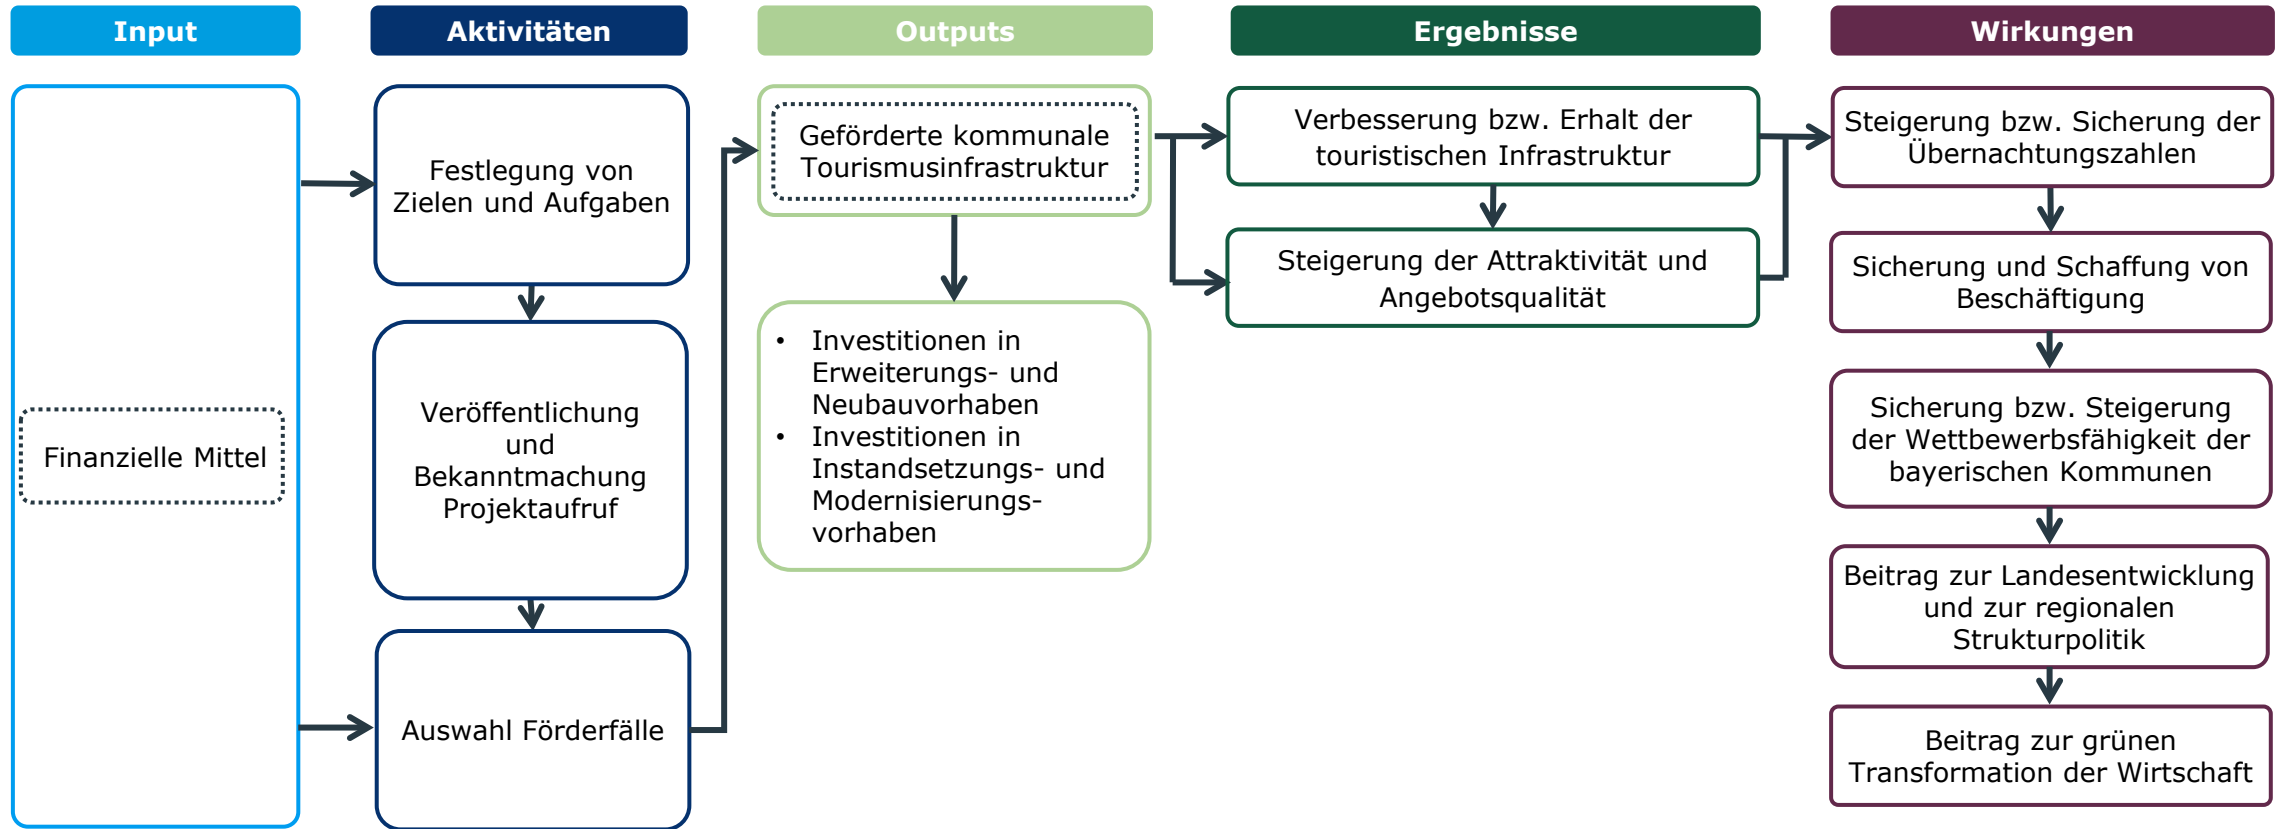 Input
Aktivitäten
Outputs
Ergebnisse
Wirkungen
Finanzielle Mittel
Festlegung von
Zielen und Aufgaben
Veröffentlichung
und
Bekanntmachung
Projektaufruf
Auswahl Förderfälle
Geförderte kommunale
Tourismusinfrastruktur
• Investitionen in
Erweiterungs- und
Neubauvorhaben
• Investitionen in
Instandsetzungs- und
Modernisierungs-
vorhaben
Verbesserung bzw. Erhalt der
touristischen Infrastruktur
Steigerung der Attraktivität und
Angebotsqualität
Steigerung bzw. Sicherung der
Übernachtungszahlen
Sicherung und Schaffung von
Beschäftigung
Sicherung bzw. Steigerung
der Wettbewerbsfähigkeit der
bayerischen Kommunen
Beitrag zur Landesentwicklung
und zur regionalen
Strukturpolitik
Beitrag zur grünen
Transformation der Wirtschaft